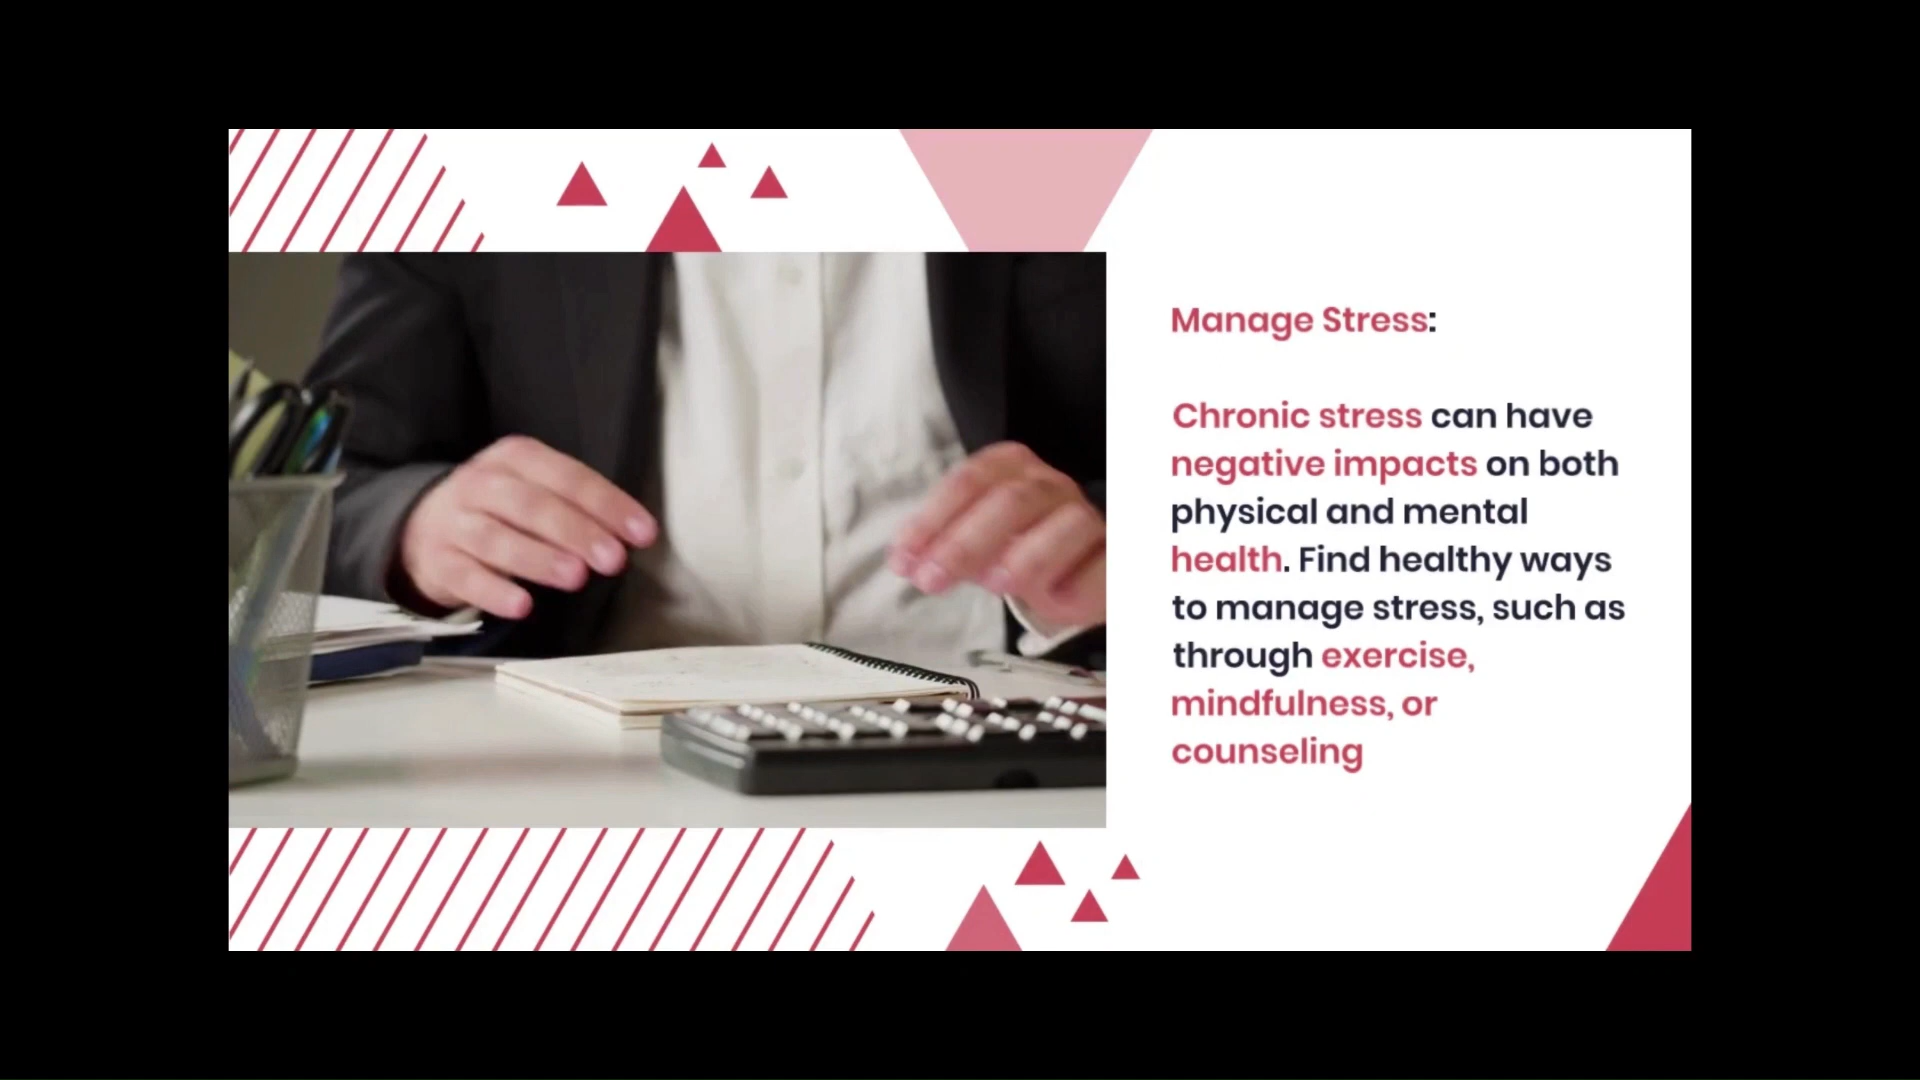 Manage Stress:
Chronic stress can have
negative impacts on both
physical and mental
health. Find healthy ways
to manage stress, such as
through exercise,
mindfulness, or
counseling